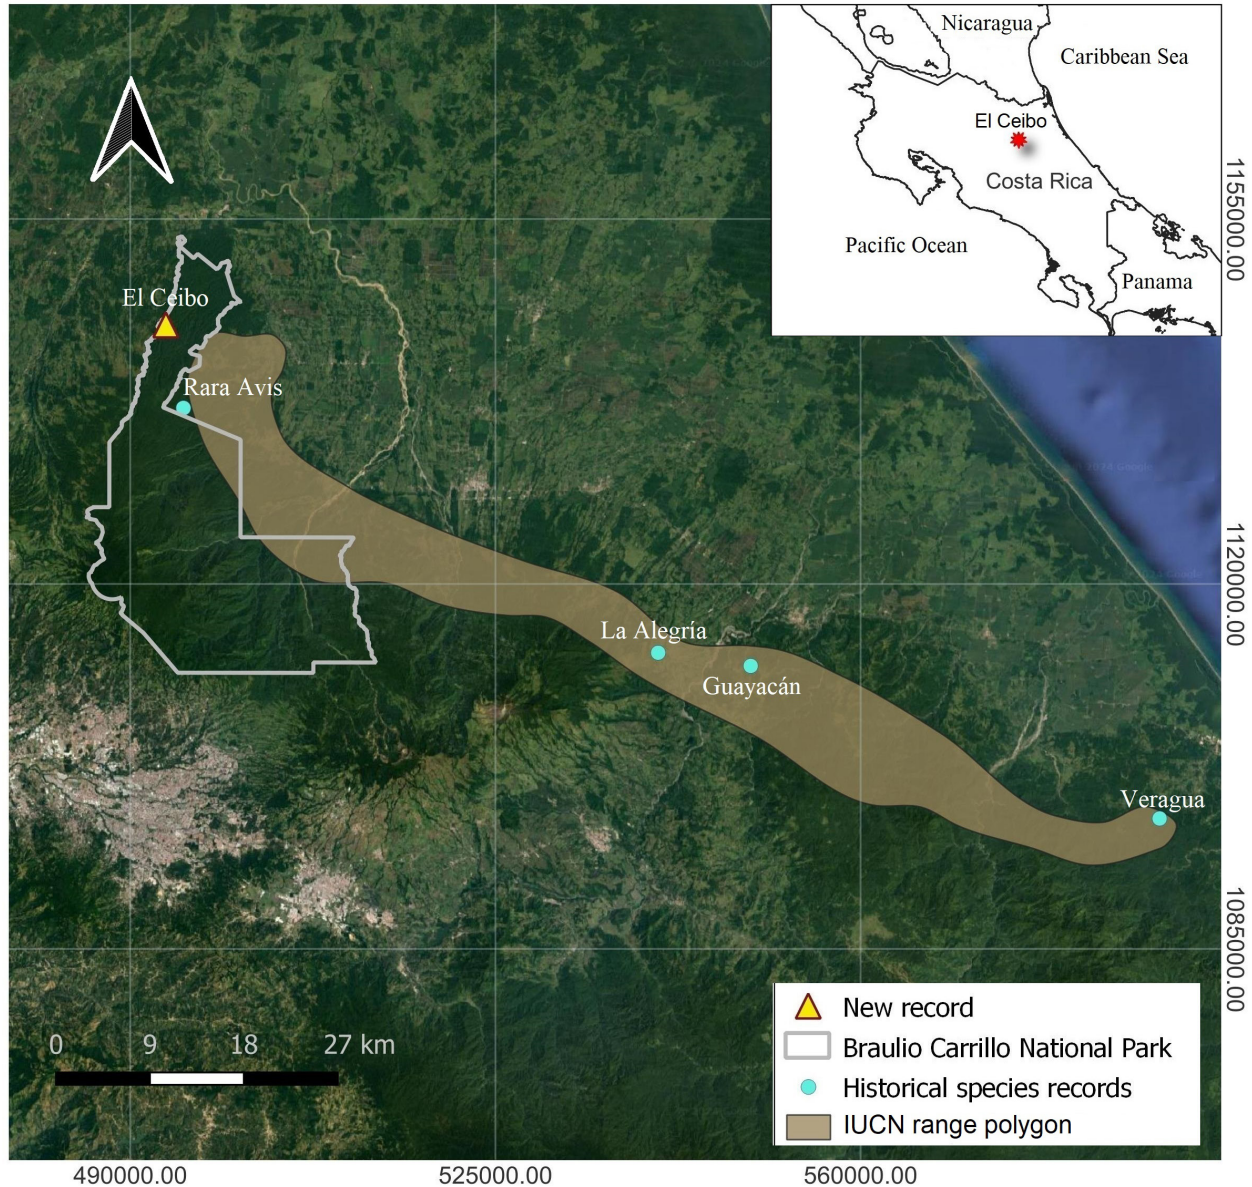 Nicaragua
Caribbean Sea
El Ceibo
Costa Rica
Pacific Ocean
Panama
1155000.00
El Ceibo
Rara Avis
1120000.00
La Alegría
Guayacán
Veragua
1085000.00
0 9 18 27 km
New record
Braulio Carrillo National Park
Historical species records
IUCN range polygon
490000.00 525000.00 560000.00